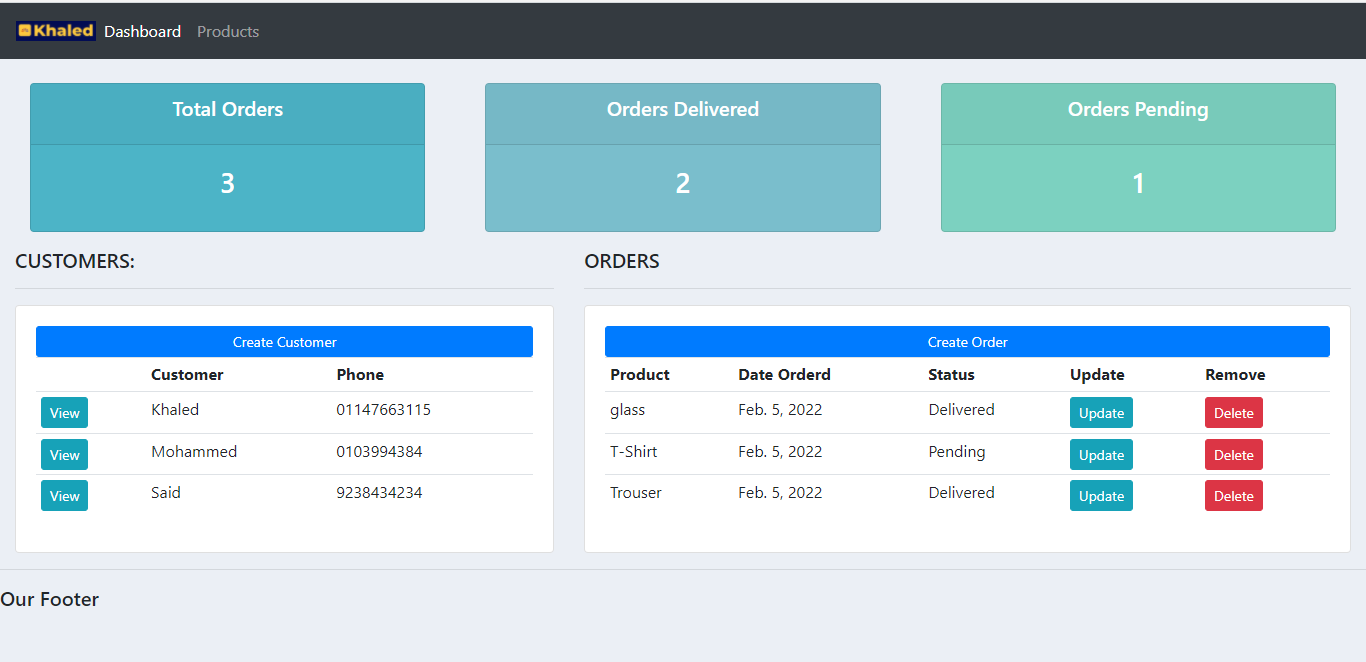 Khaled Dashboard Products
Total Orders
3
Orders Delivered
2
Orders Pending
1
CUSTOMERS:
Create Customer
Customer Phone
View Khaled 01147663115
View Mohammed 0103994384
View Said 9238434234
ORDERS
Create Order
Product Date Orderd Status Update Remove
glass Feb. 5, 2022 Delivered Update Delete
T-Shirt Feb. 5, 2022 Pending Update Delete
Trouser Feb. 5, 2022 Delivered Update Delete
Our Footer